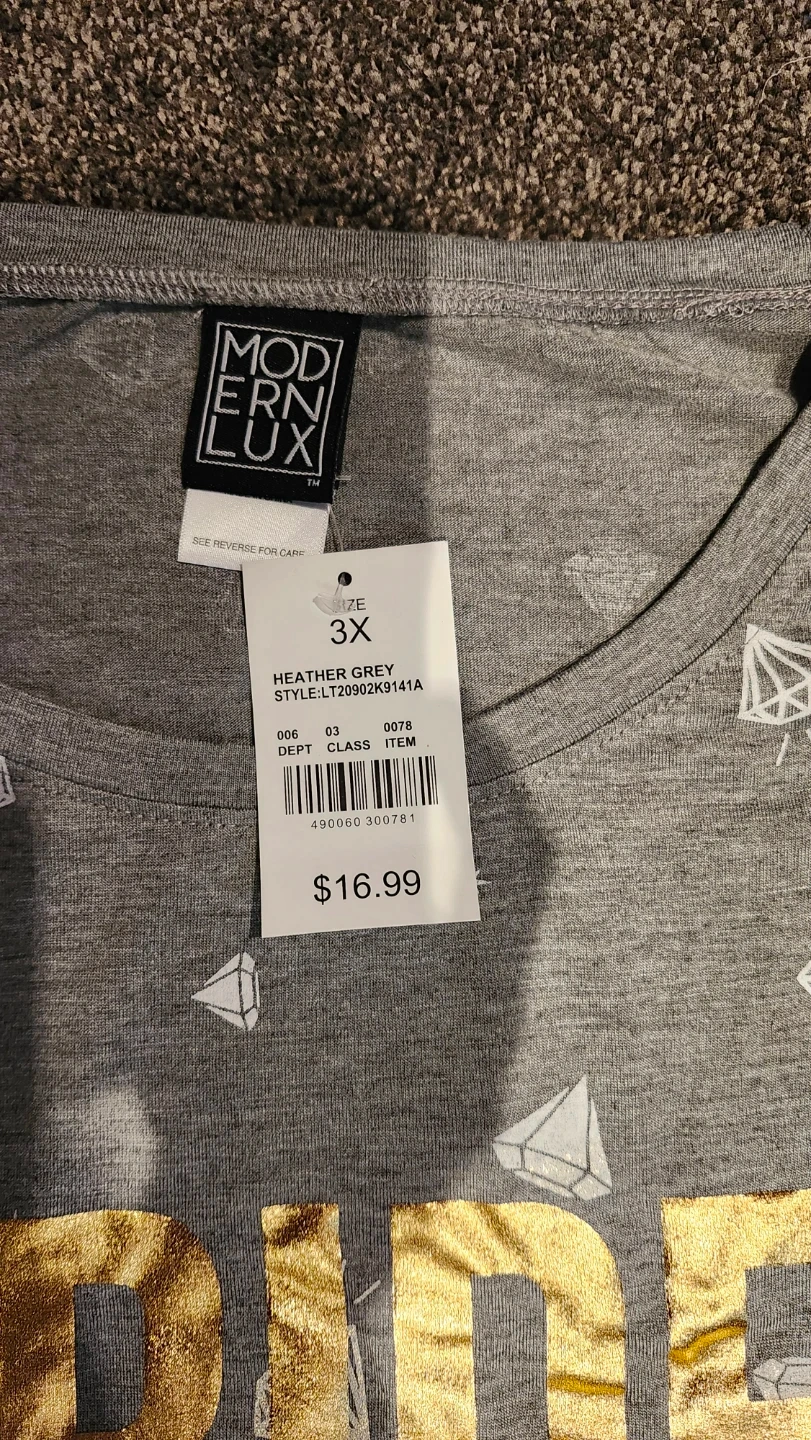 MOD
ERN
LUX
TM
SEE REVERSE FOR CARE
SIZE
3X
HEATHER GREY
STYLE:LT20902K9141A
006 03 0078
DEPT CLASS ITEM
490060 300781
$16.99